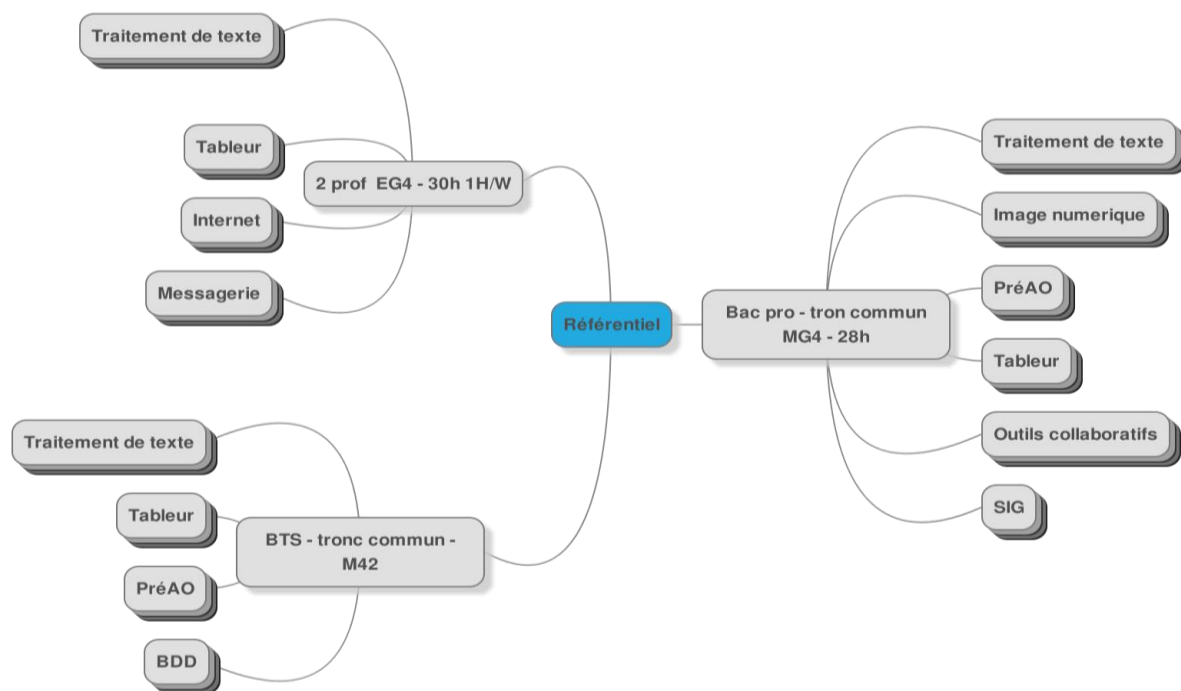 Traitement de texte
Tableur
Internet
Messagerie
2 prof EG4 - 30h 1H/W
Référentiel
Bac pro - tron commun
MG4 - 28h
Traitement de texte
Image numerique
PréAO
Tableur
Outils collaboratifs
SIG
Traitement de texte
Tableur
PréAO
BDD
BTS - tronc commun -
M42